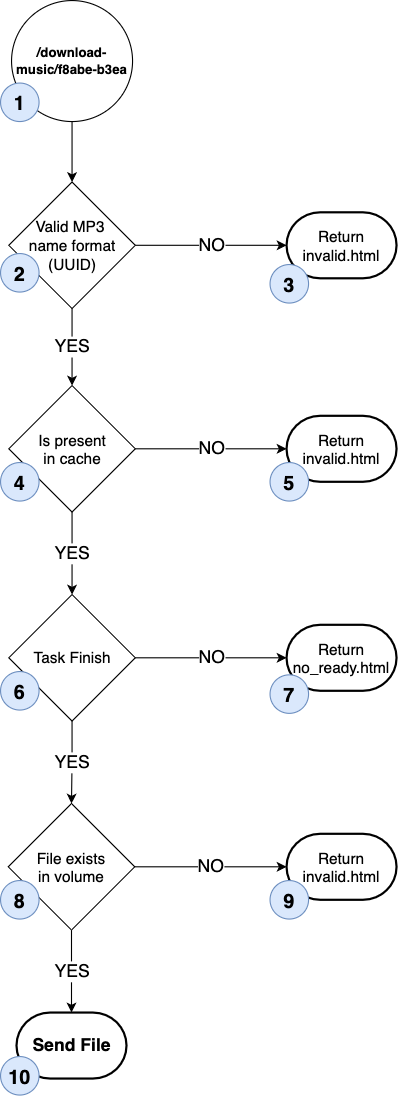 /download-
music/f8abe-b3ea
1
Valid MP3
name format
(UUID)
2
NO
Return
invalid.html
3
YES
Is present
in cache
4
NO
Return
invalid.html
5
YES
Task Finish
6
NO
Return
no_ready.html
7
YES
File exists
in volume
8
NO
Return
invalid.html
9
YES
Send File
10